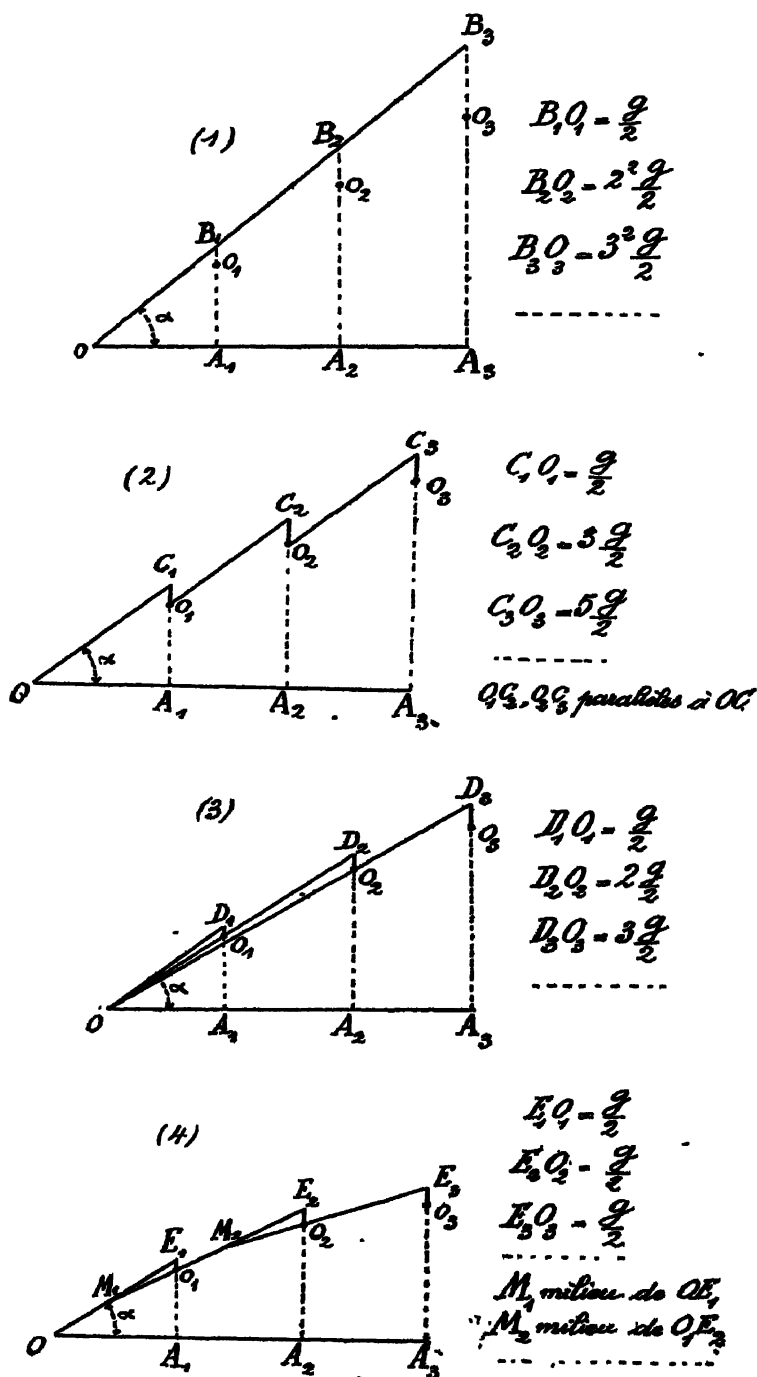 (1)
B₃
B₂
B₁
O₃
O₂
O₁
α
O A₁ A₂ A₃
B₁O₁ = g/2
B₂O₂ = 2² g/2
B₃O₃ = 3² g/2
(2)
C₃
C₂
C₁
O₃
O₂
O₁
α
O A₁ A₂ A₃
C₁O₁ = g/2
C₂O₂ = 3 g/2
C₃O₃ = 5 g/2
O₁C₂, O₂C₃ parallèles à OC₁
(3)
D₃
D₂
D₁
O₃
O₂
O₁
α
O A₁ A₂ A₃
D₁O₁ = g/2
D₂O₂ = 2 g/2
D₃O₃ = 3 g/2
(4)
E₃
E₂
E₁
O₃
O₂
O₁
M₂
M₁
α
O A₁ A₂ A₃
E₁O₁ = g/2
E₂O₂ = g/2
E₃O₃ = g/2
M₁ milieu de OE₁
M₂ milieu de O₁E₂